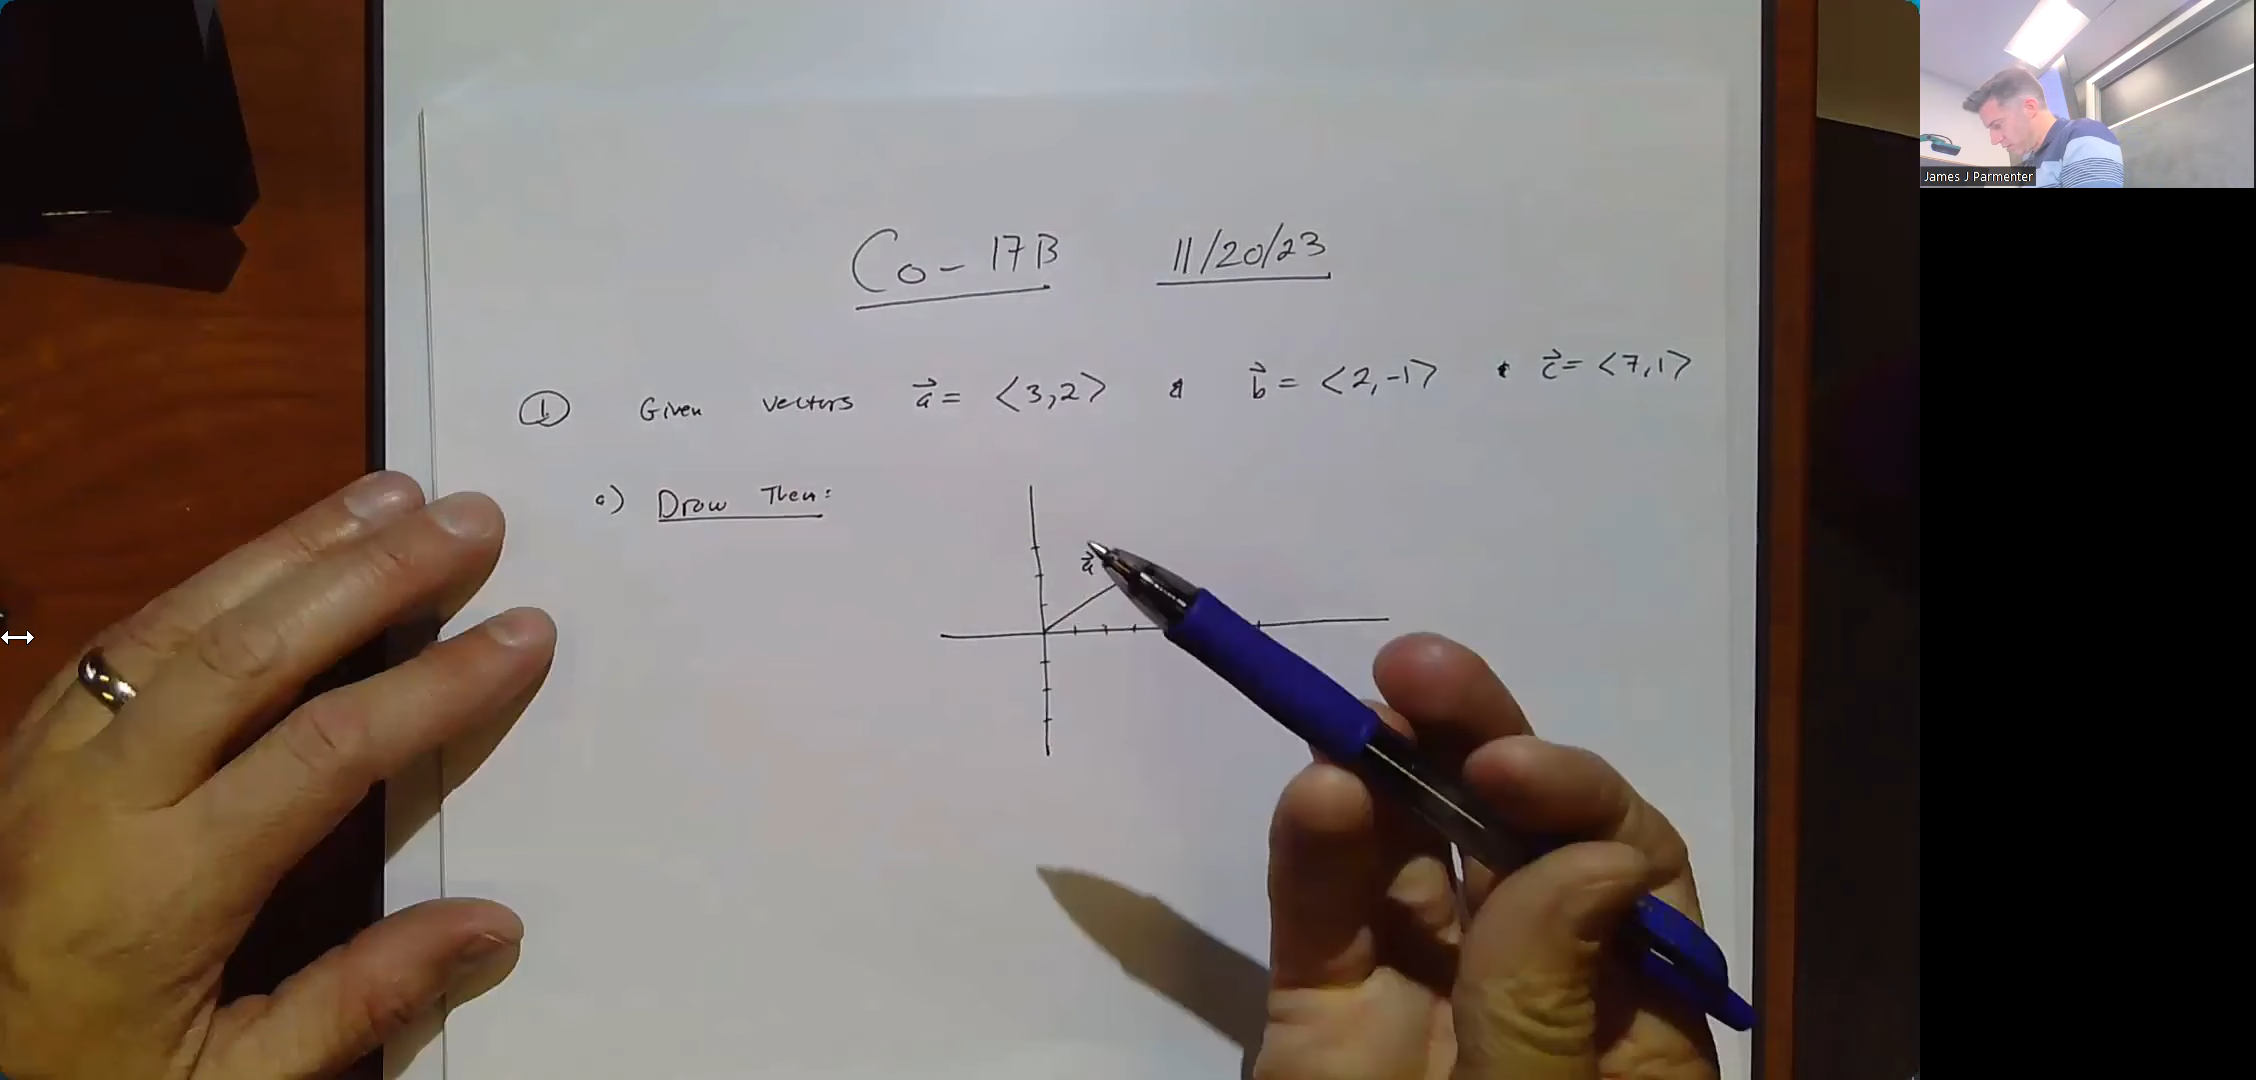 Co-17B 11/20/23
① Given vectors a⃗ = <3,2> & b⃗ = <2,-1> & c⃗ = <7,1>
a) Draw Them:
a⃗
James J Parmenter